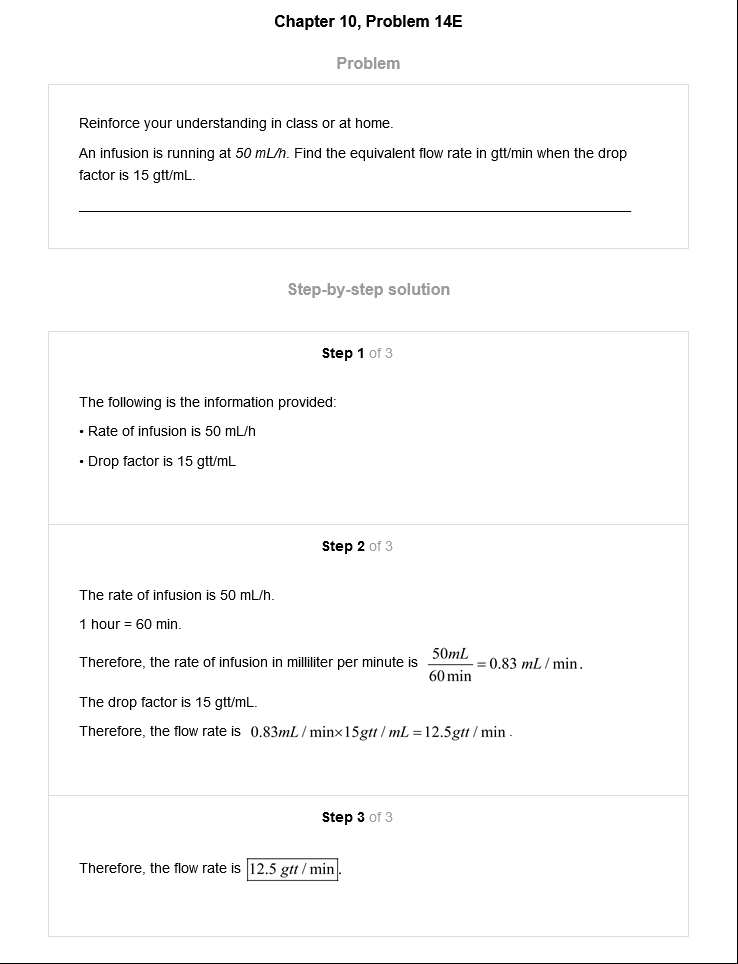 Chapter 10, Problem 14E
Problem
Reinforce your understanding in class or at home.
An infusion is running at 50 mL/h. Find the equivalent flow rate in gtt/min when the drop
factor is 15 gtt/mL.
Step-by-step solution
Step 1 of 3
The following is the information provided:
• Rate of infusion is 50 mL/h
• Drop factor is 15 gtt/mL
Step 2 of 3
The rate of infusion is 50 mL/h.
1 hour = 60 min.
Therefore, the rate of infusion in milliliter per minute is 50mL/60 min = 0.83 mL / min.
The drop factor is 15 gtt/mL.
Therefore, the flow rate is 0.83mL / min×15gtt / mL = 12.5gtt / min .
Step 3 of 3
Therefore, the flow rate is 12.5 gtt / min.